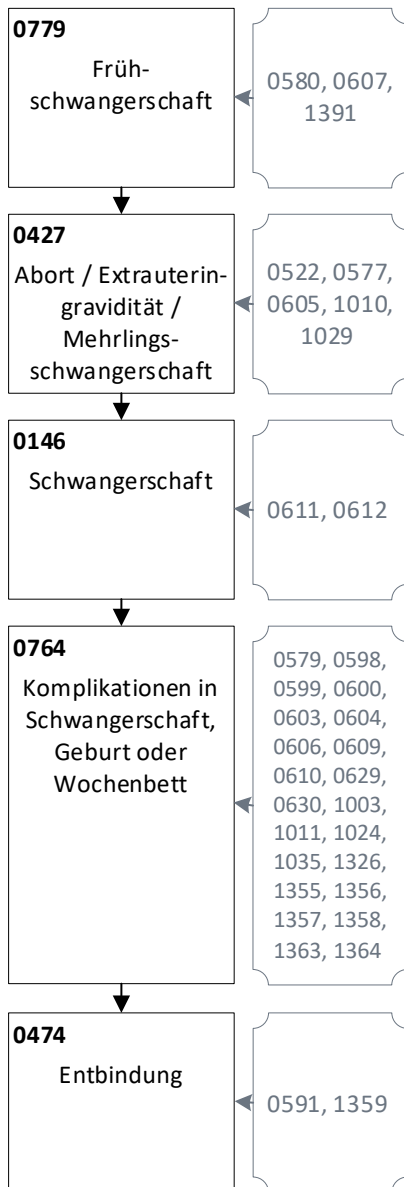 0779
Früh-
schwangerschaft
0580, 0607,
1391
0427
Abort / Extrauterin-
gravidität /
Mehrlings-
schwangerschaft
0522, 0577,
0605, 1010,
1029
0146
Schwangerschaft
0611, 0612
0764
Komplikationen in
Schwangerschaft,
Geburt oder
Wochenbett
0579, 0598,
0599, 0600,
0603, 0604,
0606, 0609,
0610, 0629,
0630, 1003,
1011, 1024,
1035, 1326,
1355, 1356,
1357, 1358,
1363, 1364
0474
Entbindung
0591, 1359